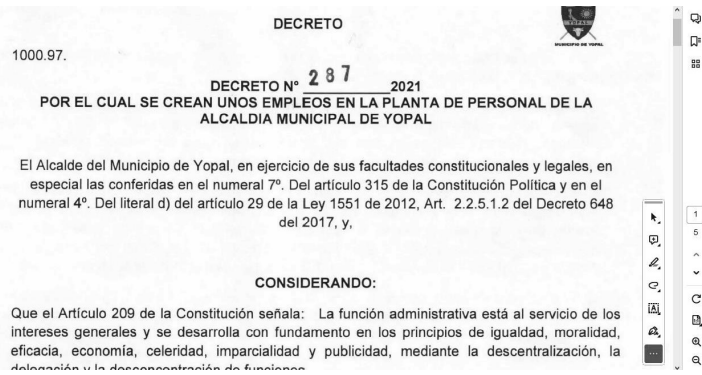 DECRETO
YOPAL
MUNICIPIO DE YOPAL
1000.97.
DECRETO Nº 287 2021
POR EL CUAL SE CREAN UNOS EMPLEOS EN LA PLANTA DE PERSONAL DE LA
ALCALDIA MUNICIPAL DE YOPAL
El Alcalde del Municipio de Yopal, en ejercicio de sus facultades constitucionales y legales, en
especial las conferidas en el numeral 7º. Del artículo 315 de la Constitución Política y en el
numeral 4º. Del literal d) del artículo 29 de la Ley 1551 de 2012, Art. 2.2.5.1.2 del Decreto 648
del 2017, y,
CONSIDERANDO:
Que el Artículo 209 de la Constitución señala: La función administrativa está al servicio de los
intereses generales y se desarrolla con fundamento en los principios de igualdad, moralidad,
eficacia, economía, celeridad, imparcialidad y publicidad, mediante la descentralización, la
delegación y la desconcentración de funciones
1
5